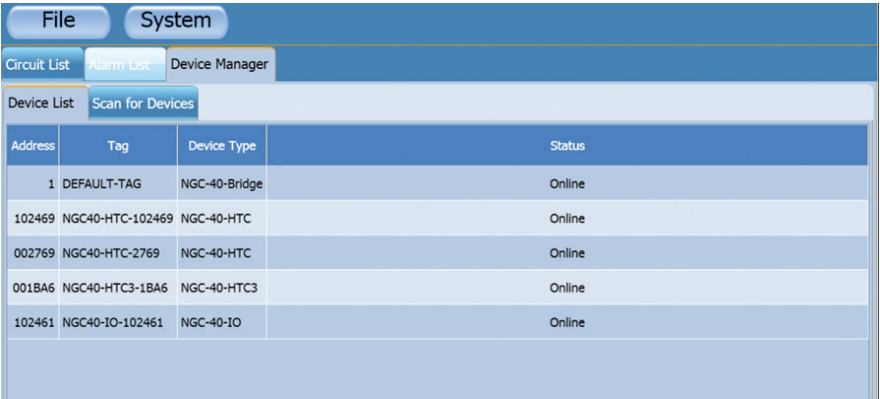 File System
Circuit List Alarm List Device Manager
Device List Scan for Devices
Address Tag Device Type Status
1 DEFAULT-TAG NGC-40-Bridge Online
102469 NGC40-HTC-102469 NGC-40-HTC Online
002769 NGC40-HTC-2769 NGC-40-HTC Online
001BA6 NGC40-HTC3-1BA6 NGC-40-HTC3 Online
102461 NGC40-IO-102461 NGC-40-IO Online